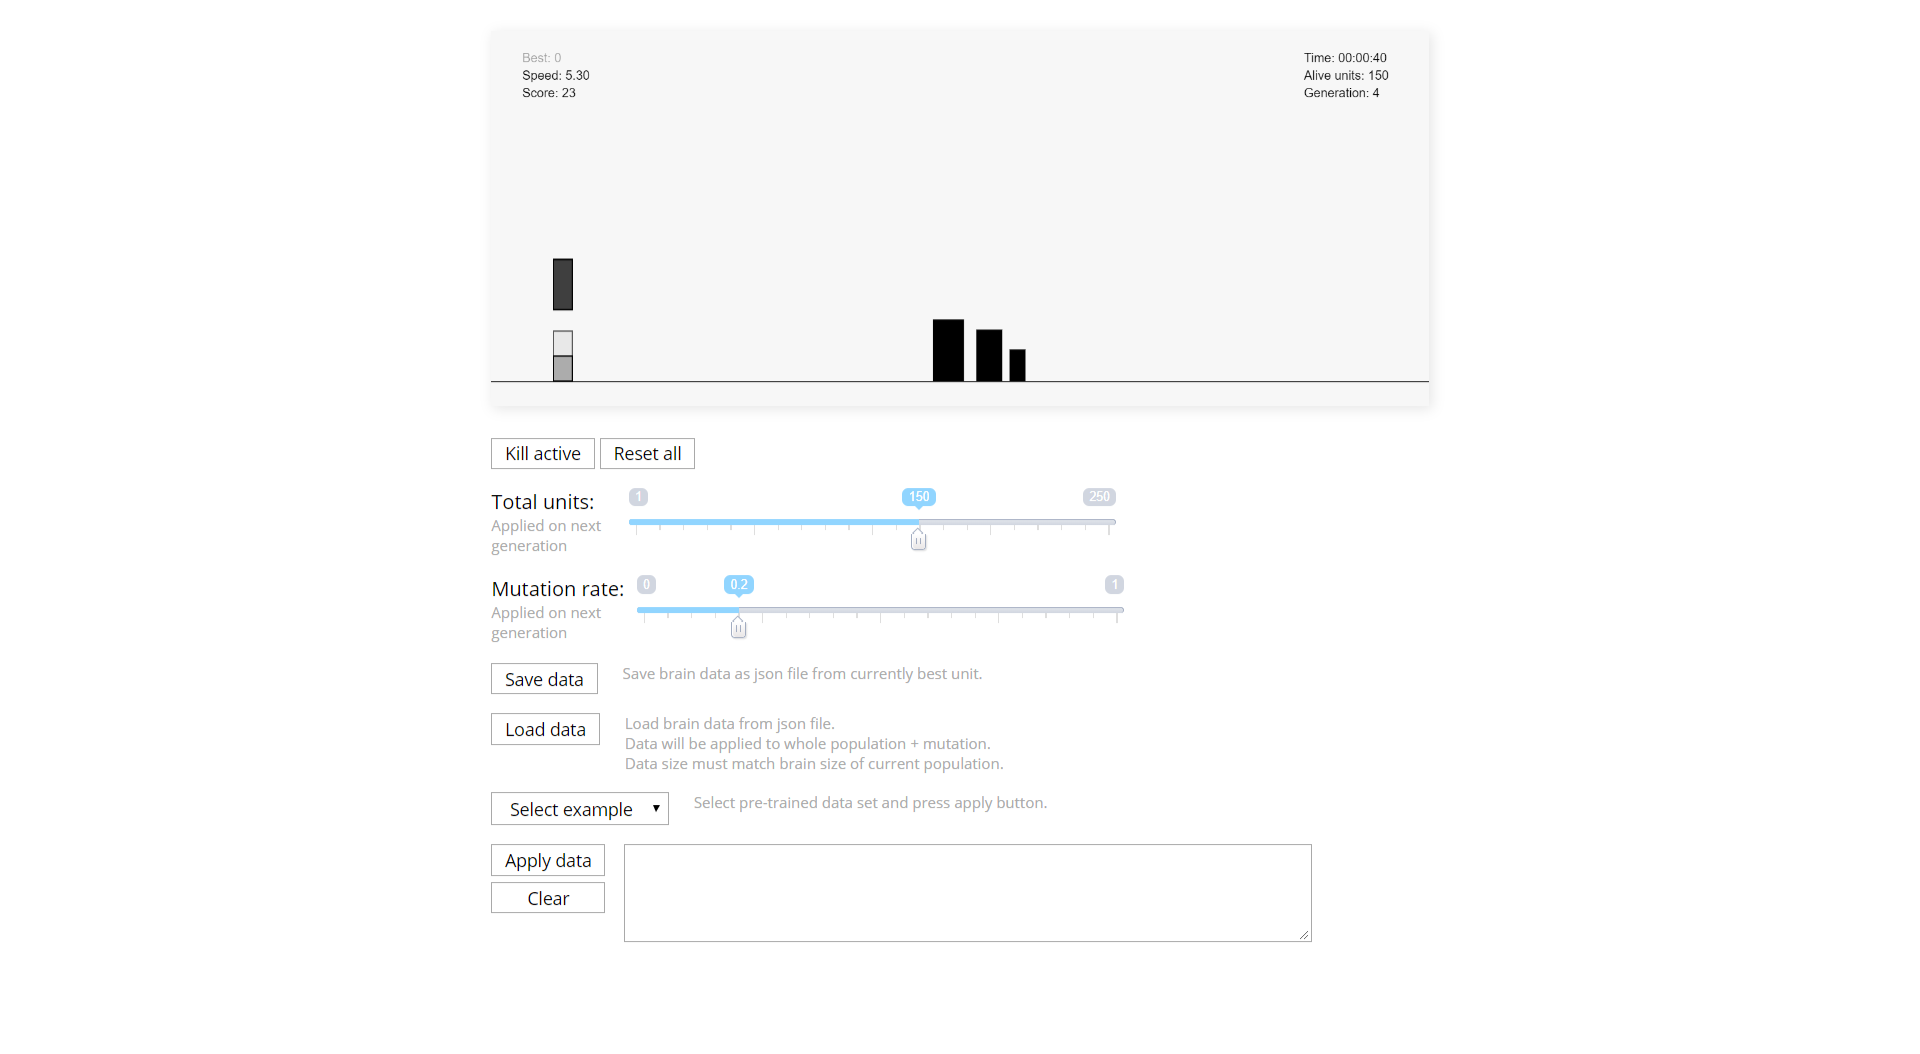 Best: 0
Speed: 5.30
Score: 23
Time: 00:00:40
Alive units: 150
Generation: 4
Kill active
Reset all
Total units:
Applied on next
generation
1
150
250
Mutation rate:
Applied on next
generation
0
0.2
1
Save data
Save brain data as json file from currently best unit.
Load data
Load brain data from json file.
Data will be applied to whole population + mutation.
Data size must match brain size of current population.
Select example
Select pre-trained data set and press apply button.
Apply data
Clear